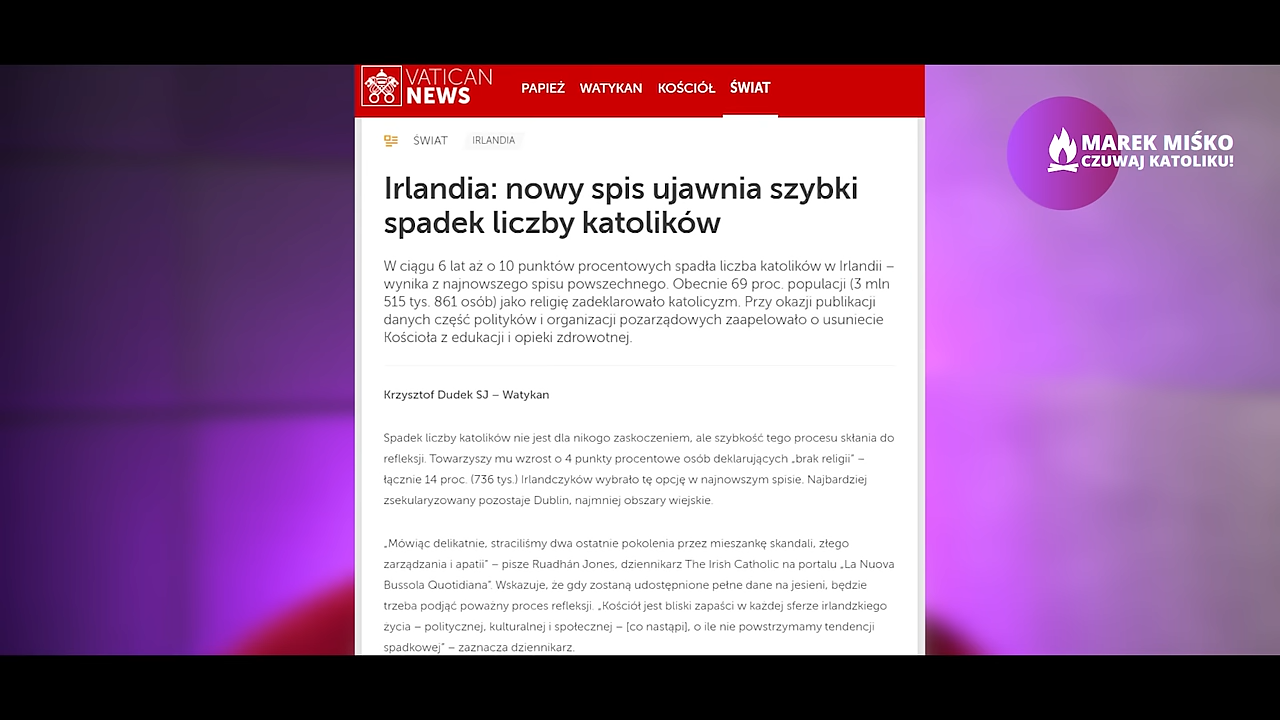 VATICAN
NEWS
PAPIEŻ
WATYKAN
KOŚCIÓŁ
ŚWIAT
MAREK MIŚKO
CZUWAJ KATOLIKU!
ŚWIAT
IRLANDIA
Irlandia: nowy spis ujawnia szybki
spadek liczby katolików
W ciągu 6 lat aż o 10 punktów procentowych spadła liczba katolików w Irlandii –
wynika z najnowszego spisu powszechnego. Obecnie 69 proc. populacji (3 mln
515 tys. 861 osób) jako religię zadeklarowało katolicyzm. Przy okazji publikacji
danych część polityków i organizacji pozarządowych zaapelowało o usuniecie
Kościoła z edukacji i opieki zdrowotnej.
Krzysztof Dudek SJ – Watykan
Spadek liczby katolików nie jest dla nikogo zaskoczeniem, ale szybkość tego procesu skłania do
refleksji. Towarzyszy mu wzrost o 4 punkty procentowe osób deklarujących „brak religii” –
łącznie 14 proc. (736 tys.) Irlandczyków wybrało tę opcję w najnowszym spisie. Najbardziej
zsekularyzowany pozostaje Dublin, najmniej obszary wiejskie.
„Mówiąc delikatnie, straciliśmy dwa ostatnie pokolenia przez mieszankę skandali, złego
zarządzania i apatii” – pisze Ruadhán Jones, dziennikarz The Irish Catholic na portalu „La Nuova
Bussola Quotidiana”. Wskazuje, że gdy zostaną udostępnione pełne dane na jesieni, będzie
trzeba podjąć poważny proces refleksji. „Kościół jest bliski zapaści w każdej sferze irlandzkiego
życia – politycznej, kulturalnej i społecznej – [co nastąpi], o ile nie powstrzymamy tendencji
spadkowej” – zaznacza dziennikarz.